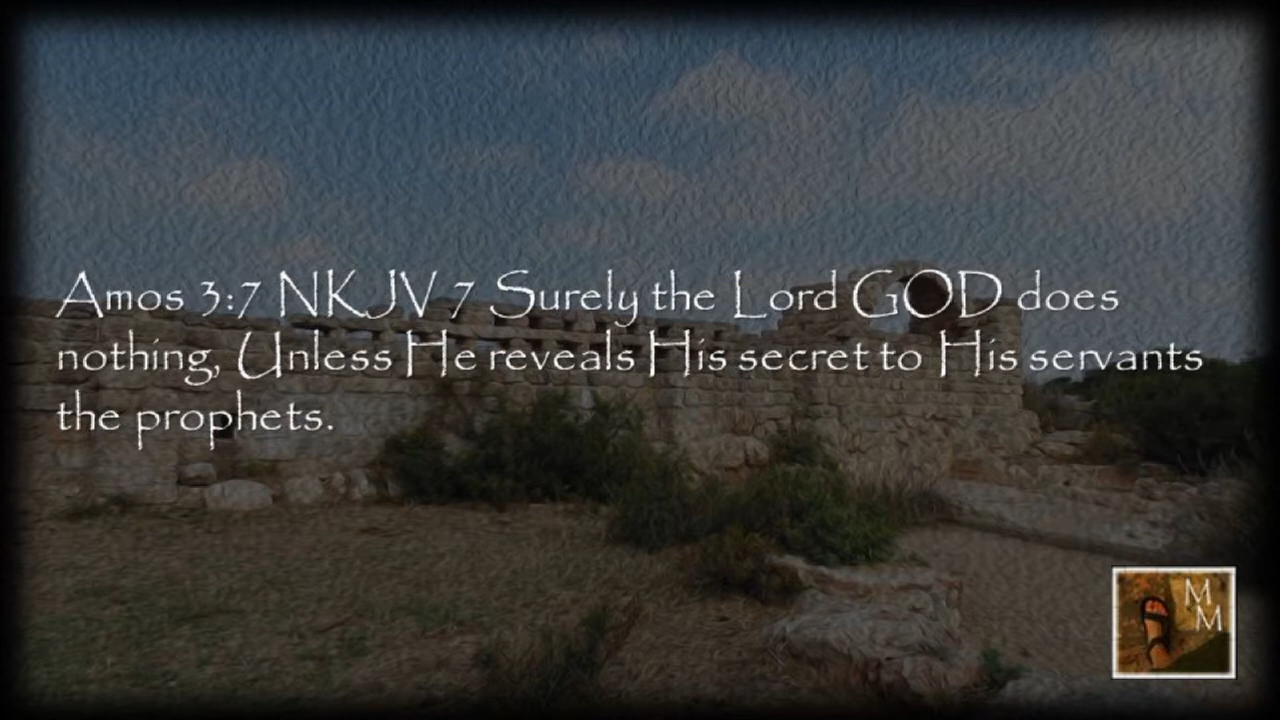 Amos 3:7 NKJV 7 Surely the Lord GOD does
nothing, Unless He reveals His secret to His servants
the prophets.
M
M